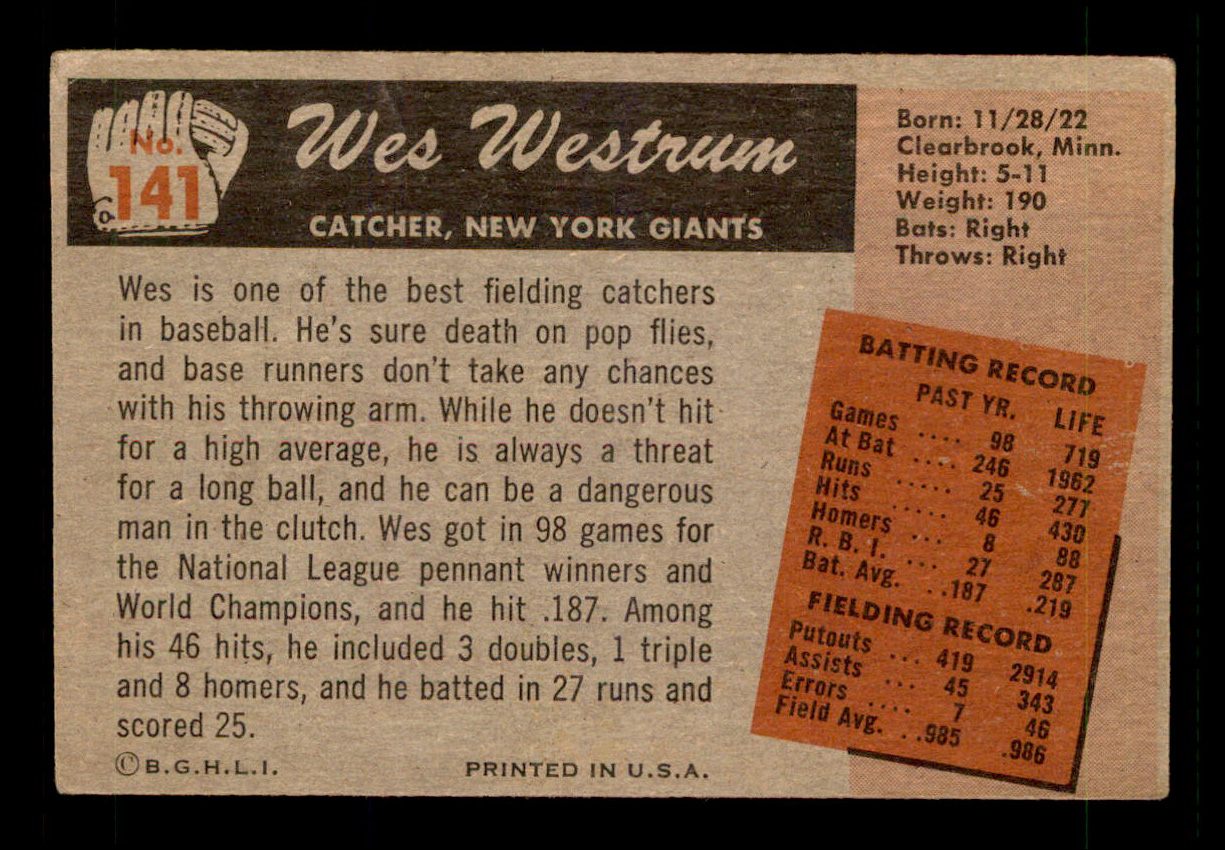 No.
141
Wes Westrum
CATCHER, NEW YORK GIANTS
Born: 11/28/22
Clearbrook, Minn.
Height: 5-11
Weight: 190
Bats: Right
Throws: Right
Wes is one of the best fielding catchers
in baseball. He's sure death on pop flies,
and base runners don't take any chances
with his throwing arm. While he doesn't hit
for a high average, he is always a threat
for a long ball, and he can be a dangerous
man in the clutch. Wes got in 98 games for
the National League pennant winners and
World Champions, and he hit .187. Among
his 46 hits, he included 3 doubles, 1 triple
and 8 homers, and he batted in 27 runs and
scored 25.
BATTING RECORD
PAST YR. LIFE
Games .... 98 719
At Bat .... 246 1962
Runs ..... 25 277
Hits ..... 46 430
Homers ... 8 88
R. B. I. ... 27 287
Bat. Avg. ..187 .219
FIELDING RECORD
Putouts ... 419 2914
Assists ... 45 343
Errors .... 7 46
Field Avg. ..985 .986
©B.G.H.L.I. PRINTED IN U.S.A.